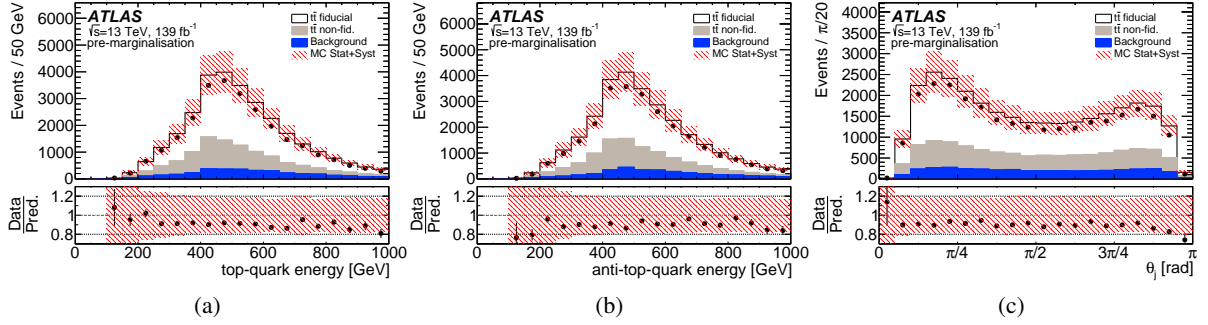 ATLAS
√s=13 TeV, 139 fb⁻¹
pre-marginalisation
tt̄ fiducial
tt̄ non-fid.
Background
MC Stat+Syst
Events / 50 GeV
6000
5000
4000
3000
2000
1000
0
Data
Pred.
1.2
1
0.8
0 200 400 600 800 1000
top-quark energy [GeV]
(a)
ATLAS
√s=13 TeV, 139 fb⁻¹
pre-marginalisation
tt̄ fiducial
tt̄ non-fid.
Background
MC Stat+Syst
Events / 50 GeV
6000
5000
4000
3000
2000
1000
0
Data
Pred.
1.2
1
0.8
0 200 400 600 800 1000
anti-top-quark energy [GeV]
(b)
ATLAS
√s=13 TeV, 139 fb⁻¹
pre-marginalisation
tt̄ fiducial
tt̄ non-fid.
Background
MC Stat+Syst
Events / π/20
4000
3500
3000
2500
2000
1500
1000
500
0
Data
Pred.
1.2
1
0.8
0 π/4 π/2 3π/4 π
θj [rad]
(c)